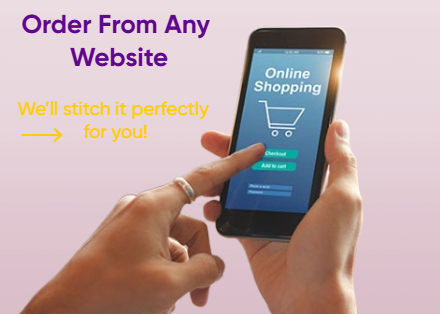 Order From Any
Website
We'll stitch it perfectly
for you!
Online
Shopping
Checkout
Add to cart